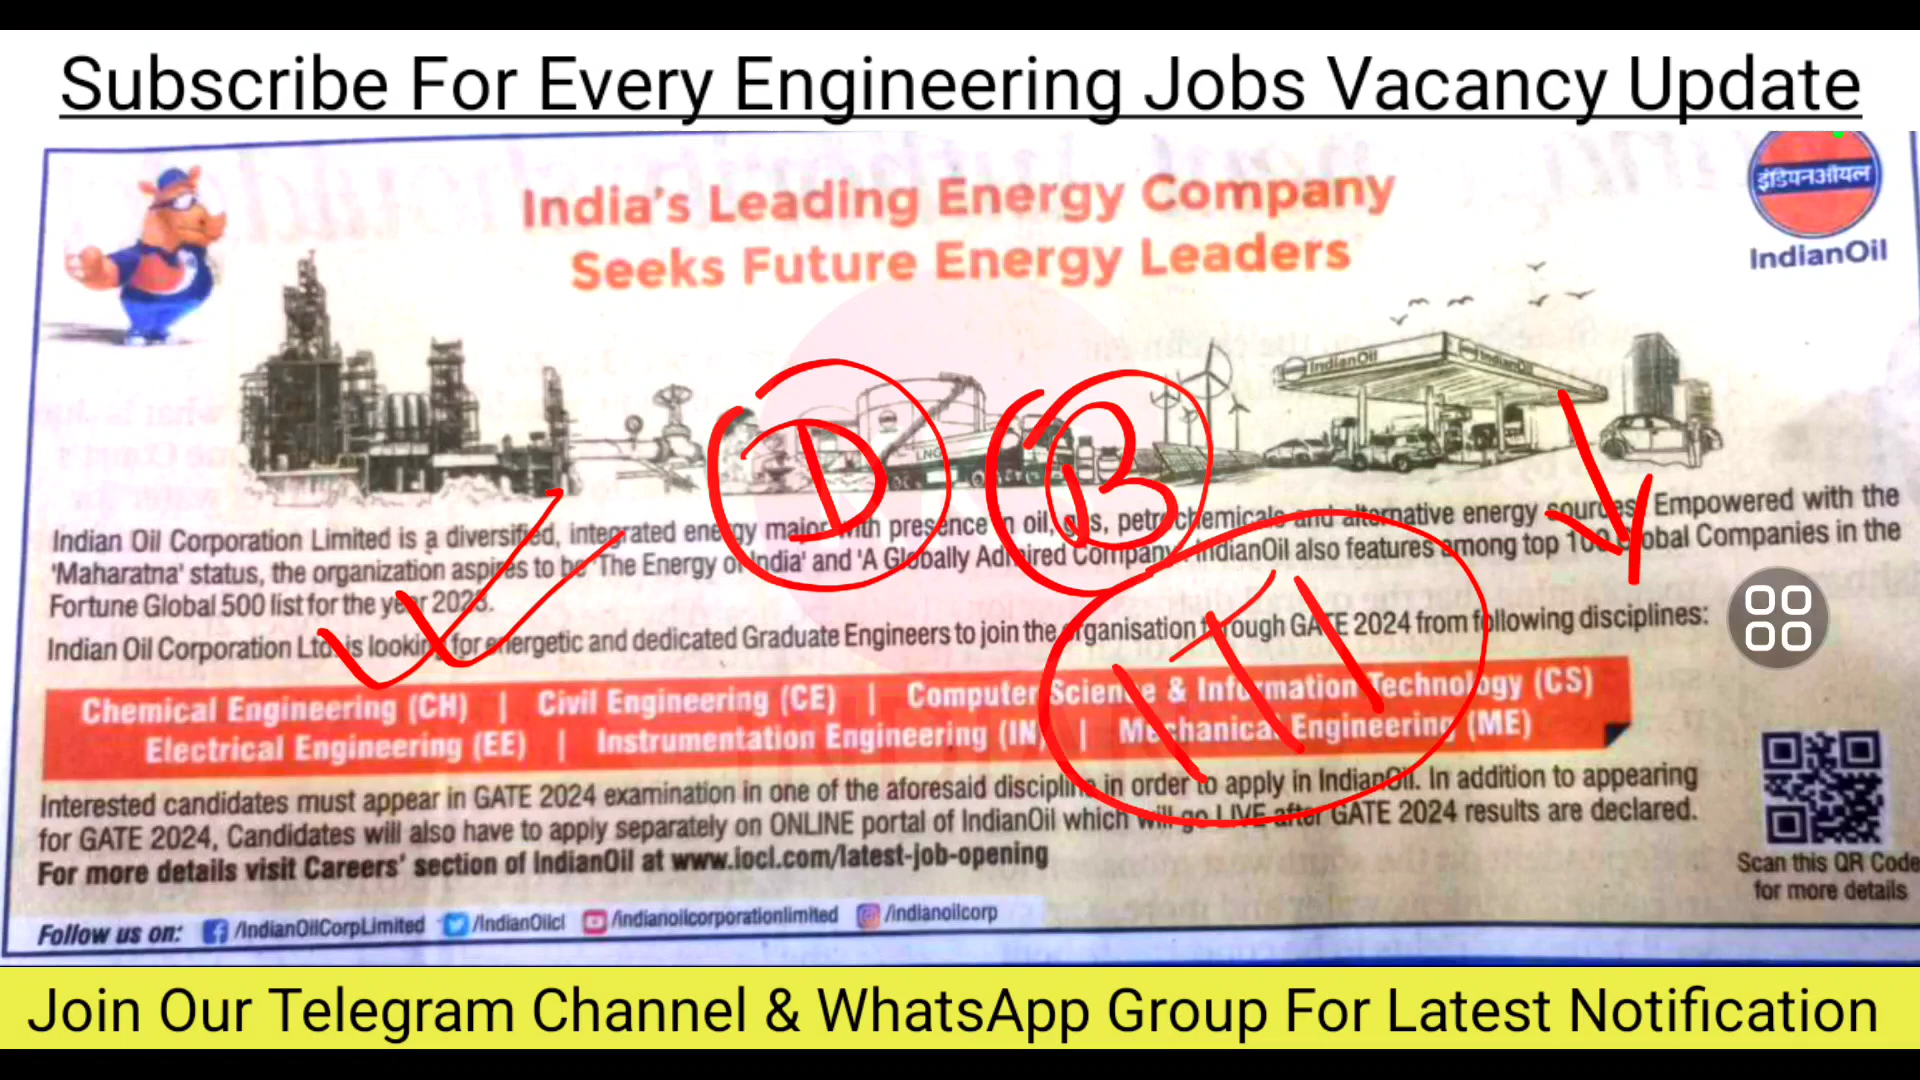 Subscribe For Every Engineering Jobs Vacancy Update
India's Leading Energy Company
Seeks Future Energy Leaders
इंडियनऑयल
IndianOil
IndianOil
IndianOil
LNG
D
B
ITI
Indian Oil Corporation Limited is a diversified, integrated energy major with presence in oil, gas, petrochemicals and alternative energy sources. Empowered with the
'Maharatna' status, the organization aspires to be 'The Energy of India' and 'A Globally Admired Company'. IndianOil also features among top 100 Global Companies in the
Fortune Global 500 list for the year 2023.
Indian Oil Corporation Ltd. is looking for energetic and dedicated Graduate Engineers to join the organisation through GATE 2024 from following disciplines:
Chemical Engineering (CH) | Civil Engineering (CE) | Computer Science & Information Technology (CS)
Electrical Engineering (EE) | Instrumentation Engineering (IN) | Mechanical Engineering (ME)
Interested candidates must appear in GATE 2024 examination in one of the aforesaid discipline in order to apply in IndianOil. In addition to appearing
for GATE 2024, Candidates will also have to apply separately on ONLINE portal of IndianOil which will go LIVE after GATE 2024 results are declared.
For more details visit Careers' section of IndianOil at www.iocl.com/latest-job-opening
Scan this QR Code
for more details
Follow us on: /IndianOilCorpLimited /IndianOilcl /indianoilcorporationlimited /indianoilcorp
Join Our Telegram Channel & WhatsApp Group For Latest Notification